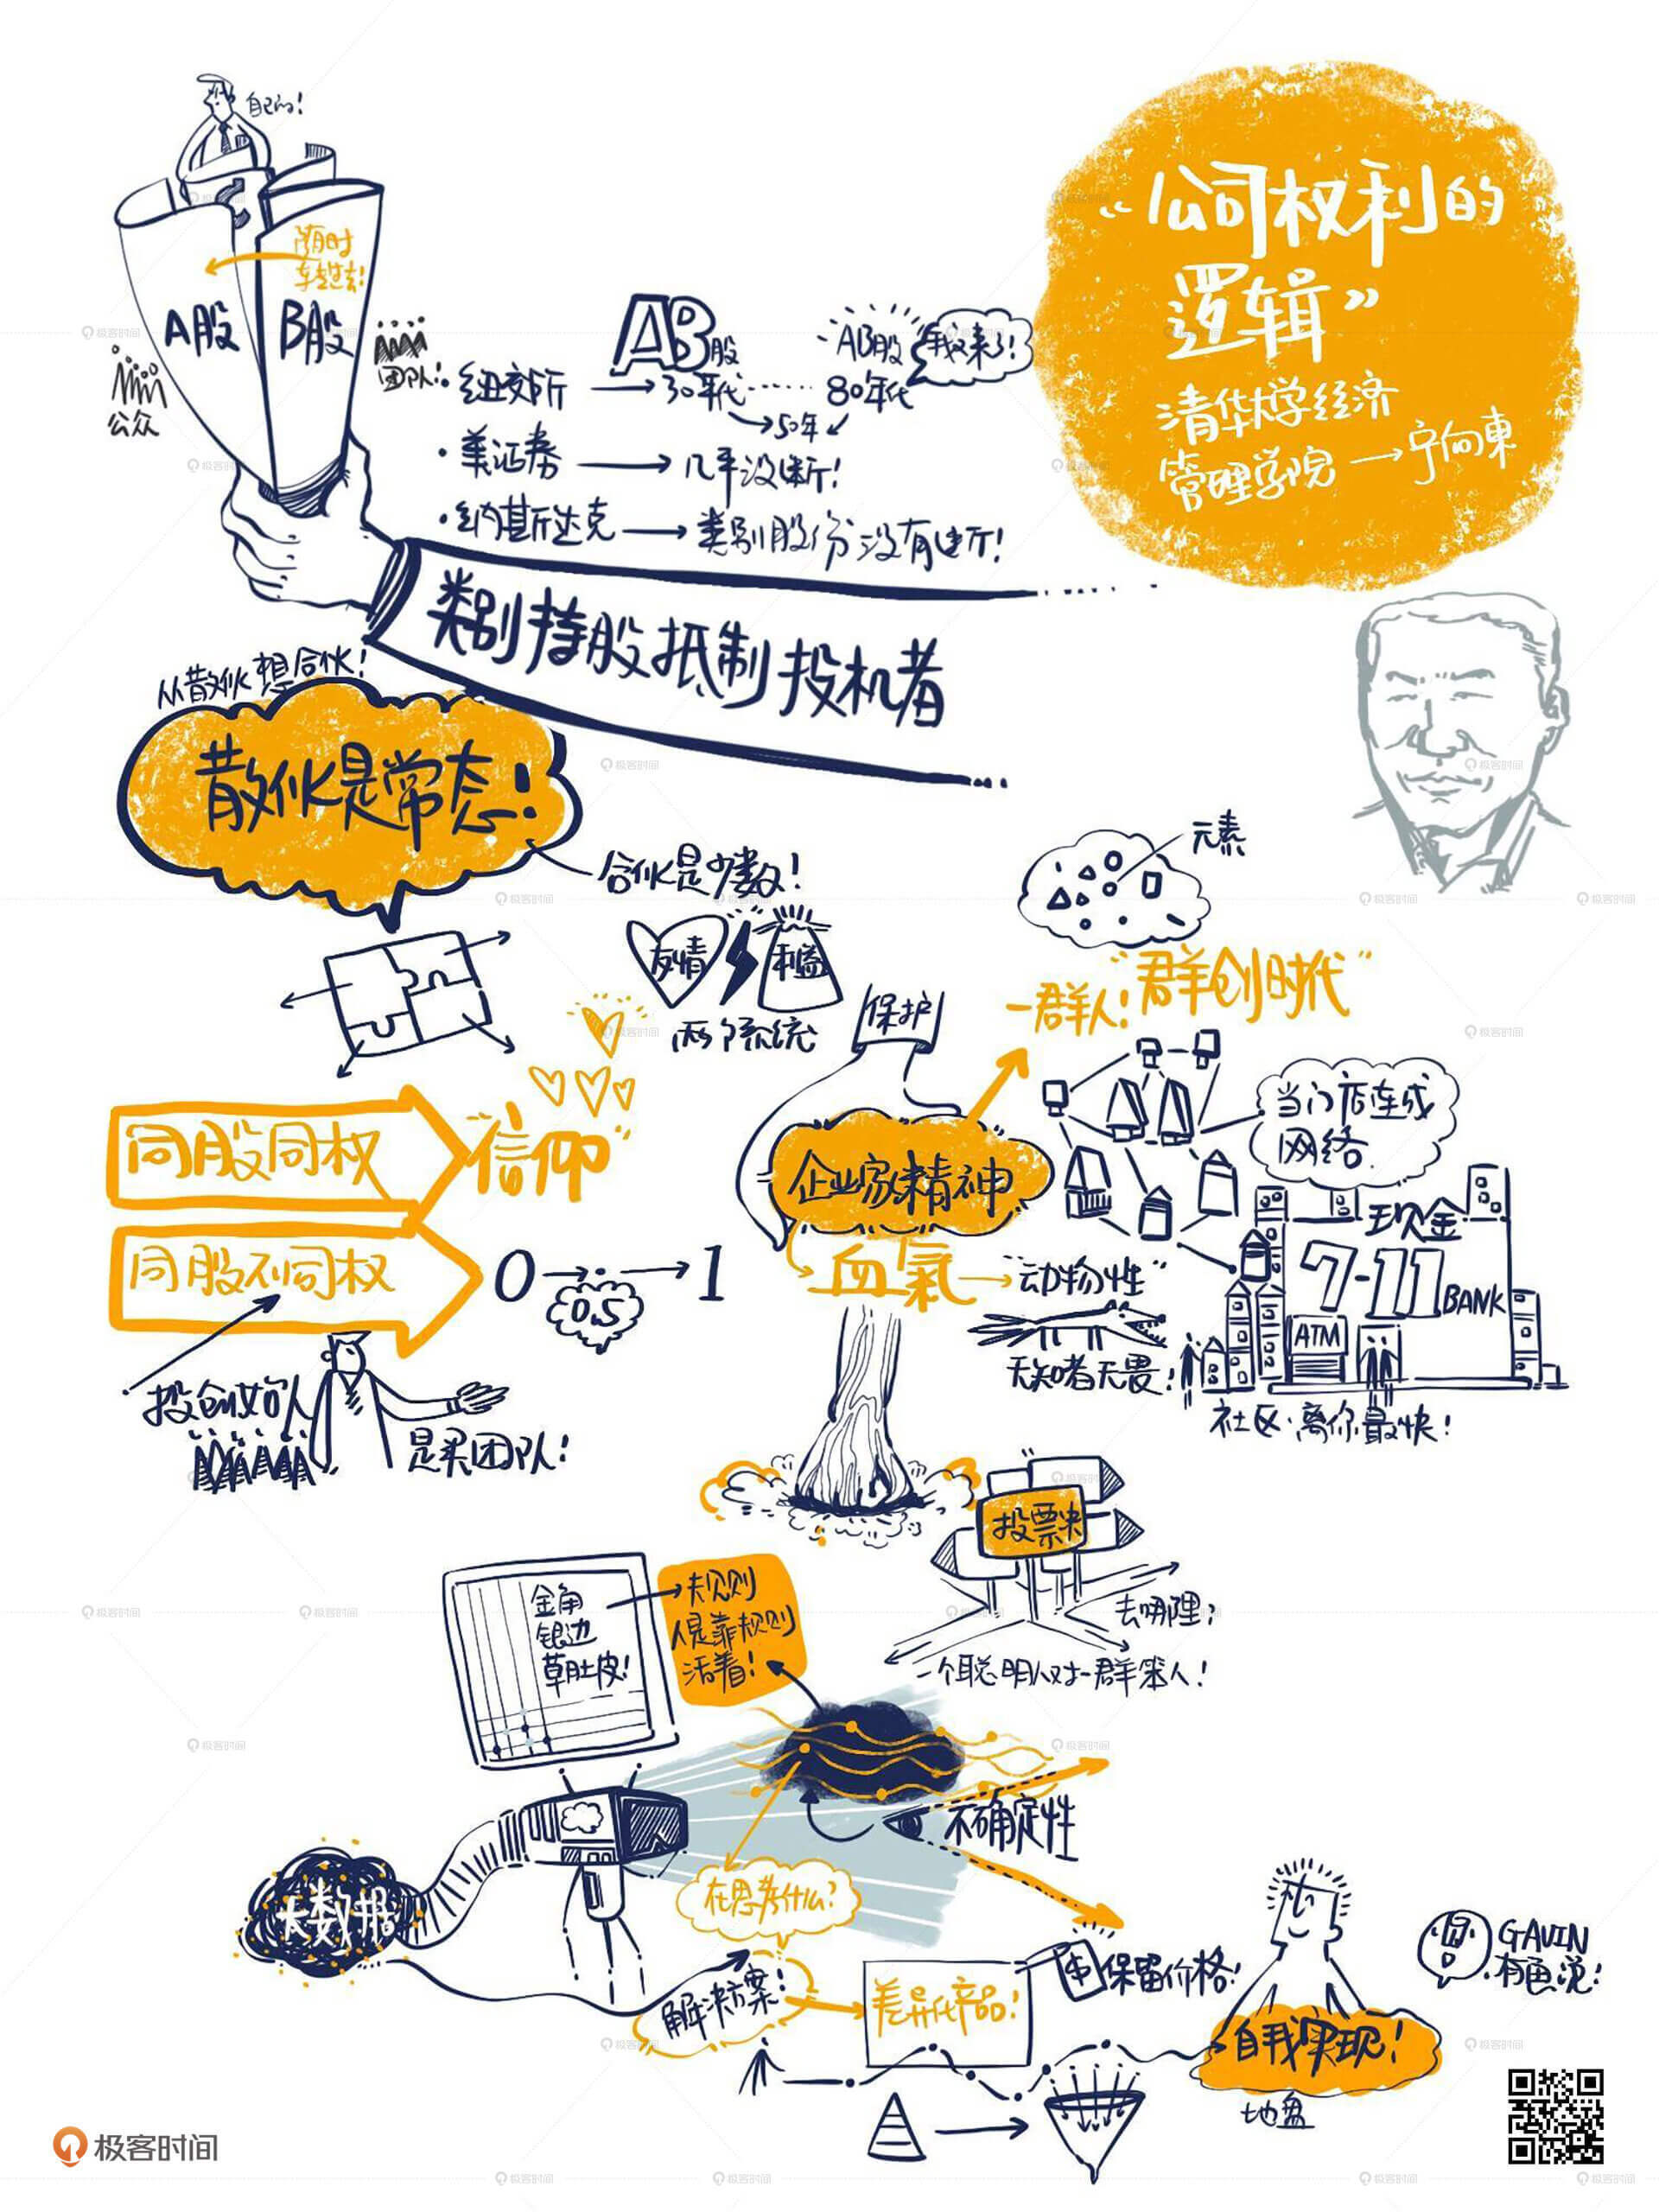 自己的！
“公司权利的
逻辑”
清华大学经济
管理学院→宁向東
随时
转过去！
A股
B股
公众
团队：
AB股
·纽交所→30年代……80年代
→50年
AB股
我又来了！
·美证券→几乎没断！
·纳斯达克→类别股份没有断！
类别持股抵制投机者
从散伙想合伙！
散伙是常态！
合伙是少数！
友情
利益
两个系统
元素
一群人！“群创时代”
保护
企业家精神
当门店连成
网络
同股同权
“信仰”
同股不同权
0→1
0.5
血氣→“动物性”
无知者无畏！
现金
7-11
BANK
ATM
社区·离你最快！
投创始人
是买团队！
投票
去哪里？
一个聪明人对一群笨人！
金角
银边
草肚皮！
→规则
人是靠规则
活着！
不确定性
大数据
在思考什么？
解决方案！
差异化产品！
保留价格！
自我实现！
地盘
GAVIN
有画说！
极客时间